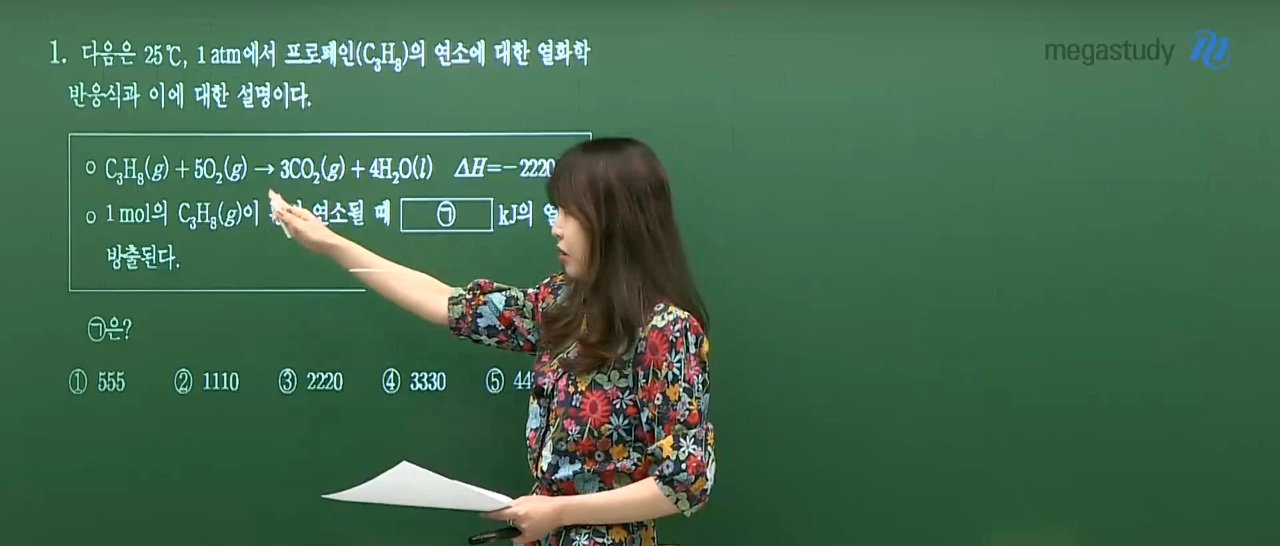 megastudy
1. 다음은 25℃, 1 atm에서 프로페인(C₃H₈)의 연소에 대한 열화학
반응식과 이에 대한 설명이다.
○ C₃H₈(g) + 5O₂(g) → 3CO₂(g) + 4H₂O(l) ΔH=−2220
○ 1 mol의 C₃H₈(g)이 연소될 때 ㉠ kJ의
방출된다.
㉠은?
① 555 ② 1110 ③ 2220 ④ 3330 ⑤